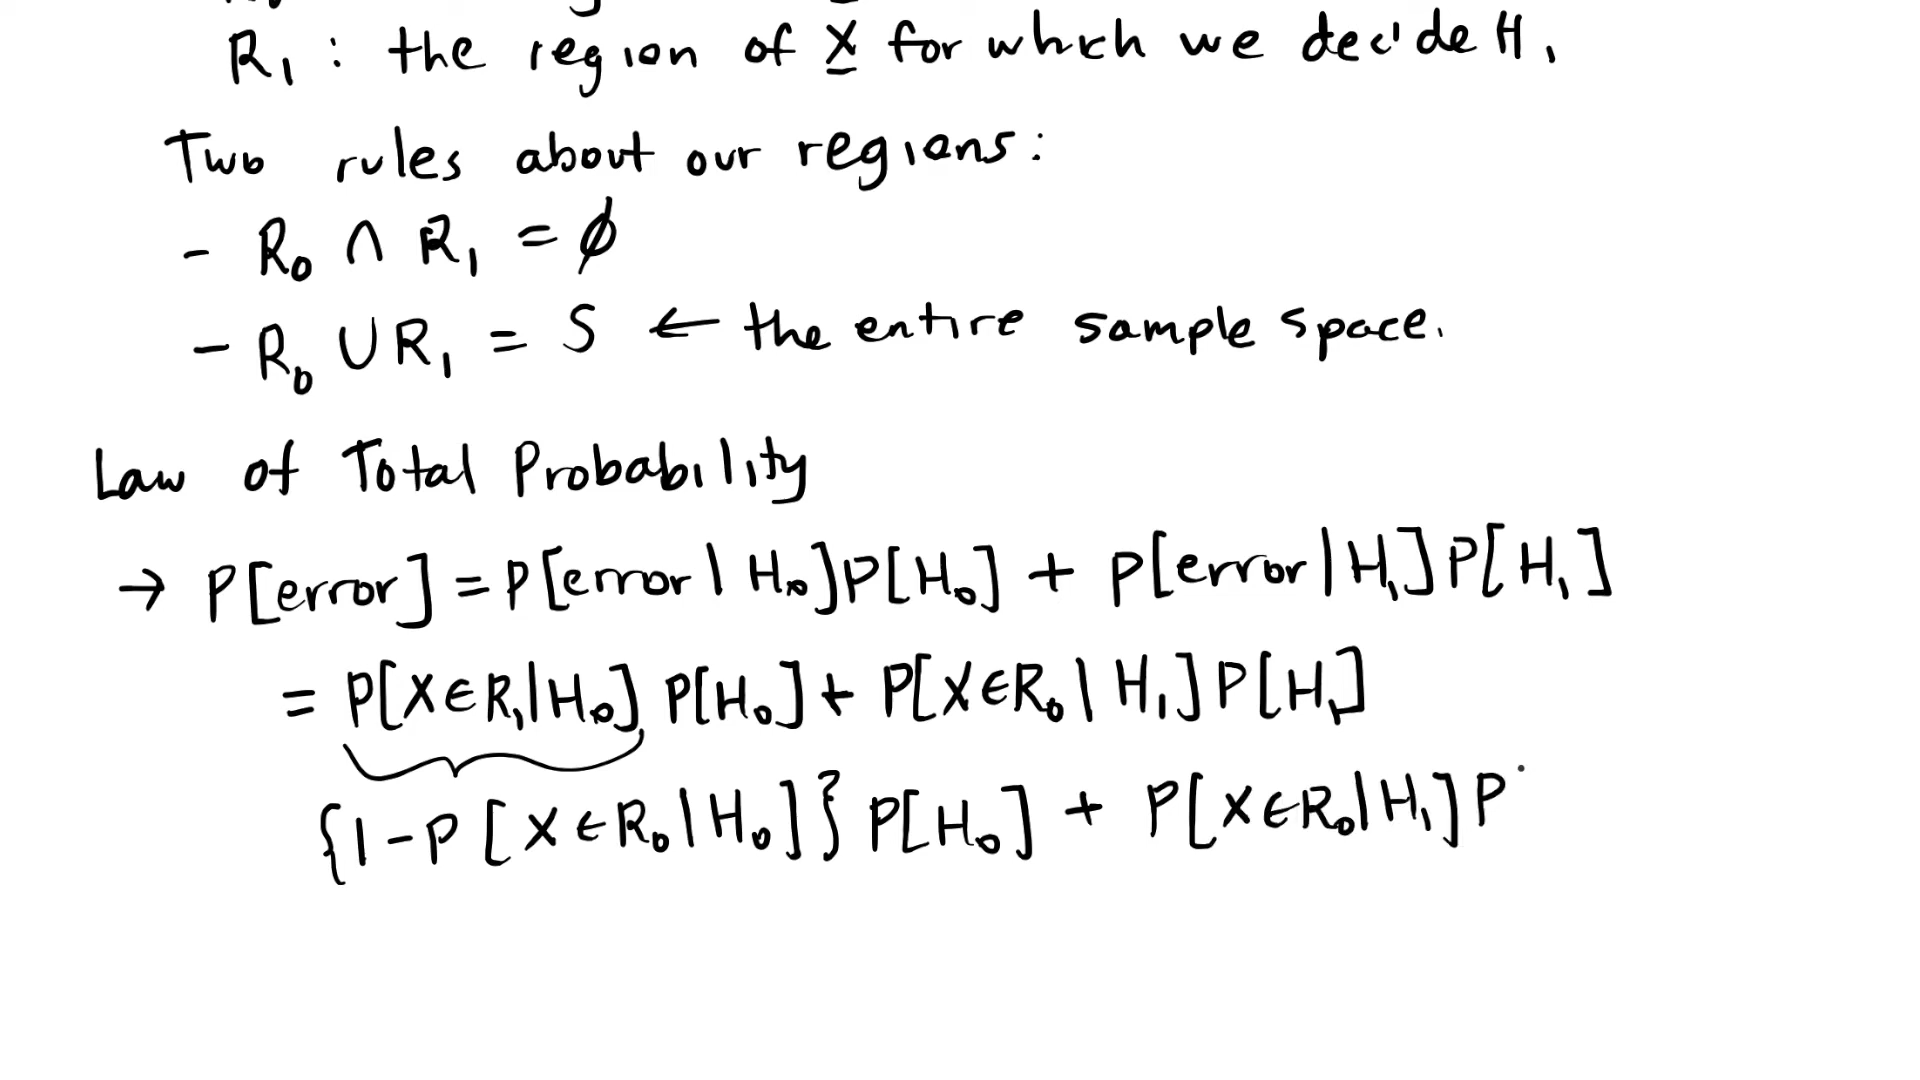 R₁ : the region of X for which we decide H₁
Two rules about our regions:
- R₀ ∩ R₁ = ∅
- R₀ ∪ R₁ = S ← the entire sample space.
Law of Total Probability
→ P[error] = P[error | H₀]P[H₀] + P[error | H₁]P[H₁]
= P[X∈R₁|H₀] P[H₀] + P[X∈R₀ | H₁]P[H₁]
{1-P[X∈R₀|H₀]} P[H₀] + P[X∈R₀|H₁]P